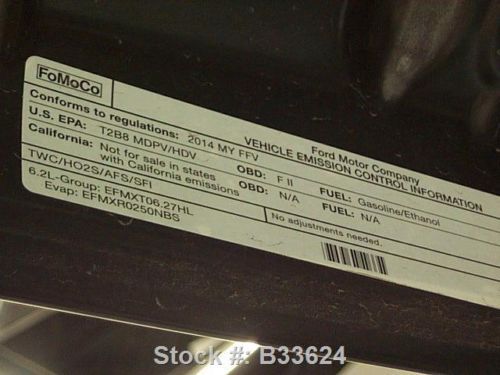 FoMoCo
Ford Motor Company
VEHICLE EMISSION CONTROL INFORMATION
Conforms to regulations: 2014 MY FFV
U.S. EPA: T2B8 MDPV/HDV OBD: F II FUEL: Gasoline/Ethanol
California: Not for sale in states with California emissions OBD: N/A FUEL: N/A
TWC/HO2S/AFS/SFI
No adjustments needed.
6.2L-Group: EFMXT06.27HL
Evap: EFMXR0250NBS
Stock #: B33624